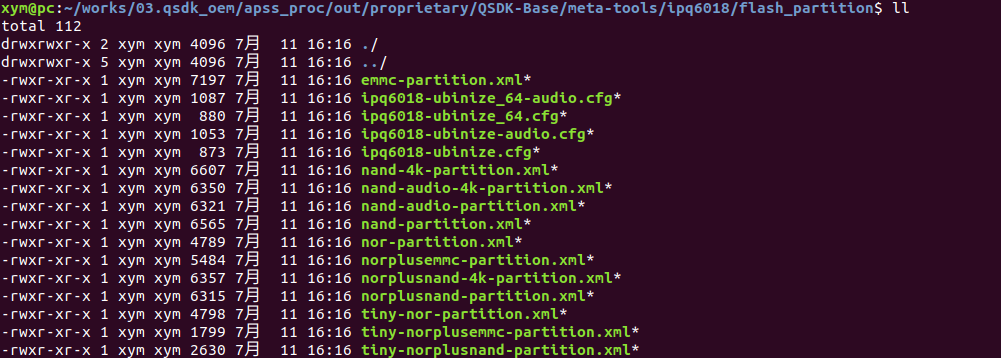 xym@pc:~/works/03.qsdk_oem/apss_proc/out/proprietary/QSDK-Base/meta-tools/ipq6018/flash_partition$ ll
total 112
drwxrwxr-x 2 xym xym 4096 7月  11 16:16 ./
drwxrwxr-x 5 xym xym 4096 7月  11 16:16 ../
-rwxr-xr-x 1 xym xym 7197 7月  11 16:16 emmc-partition.xml*
-rwxr-xr-x 1 xym xym 1087 7月  11 16:16 ipq6018-ubinize_64-audio.cfg*
-rwxr-xr-x 1 xym xym  880 7月  11 16:16 ipq6018-ubinize_64.cfg*
-rwxr-xr-x 1 xym xym 1053 7月  11 16:16 ipq6018-ubinize-audio.cfg*
-rwxr-xr-x 1 xym xym  873 7月  11 16:16 ipq6018-ubinize.cfg*
-rwxr-xr-x 1 xym xym 6607 7月  11 16:16 nand-4k-partition.xml*
-rwxr-xr-x 1 xym xym 6350 7月  11 16:16 nand-audio-4k-partition.xml*
-rwxr-xr-x 1 xym xym 6321 7月  11 16:16 nand-audio-partition.xml*
-rwxr-xr-x 1 xym xym 6565 7月  11 16:16 nand-partition.xml*
-rwxr-xr-x 1 xym xym 4789 7月  11 16:16 nor-partition.xml*
-rwxr-xr-x 1 xym xym 5484 7月  11 16:16 norplusemmc-partition.xml*
-rwxr-xr-x 1 xym xym 6357 7月  11 16:16 norplusnand-4k-partition.xml*
-rwxr-xr-x 1 xym xym 6315 7月  11 16:16 norplusnand-partition.xml*
-rwxr-xr-x 1 xym xym 4798 7月  11 16:16 tiny-nor-partition.xml*
-rwxr-xr-x 1 xym xym 1799 7月  11 16:16 tiny-norplusemmc-partition.xml*
-rwxr-xr-x 1 xym xym 2630 7月  11 16:16 tiny-norplusnand-partition.xml*